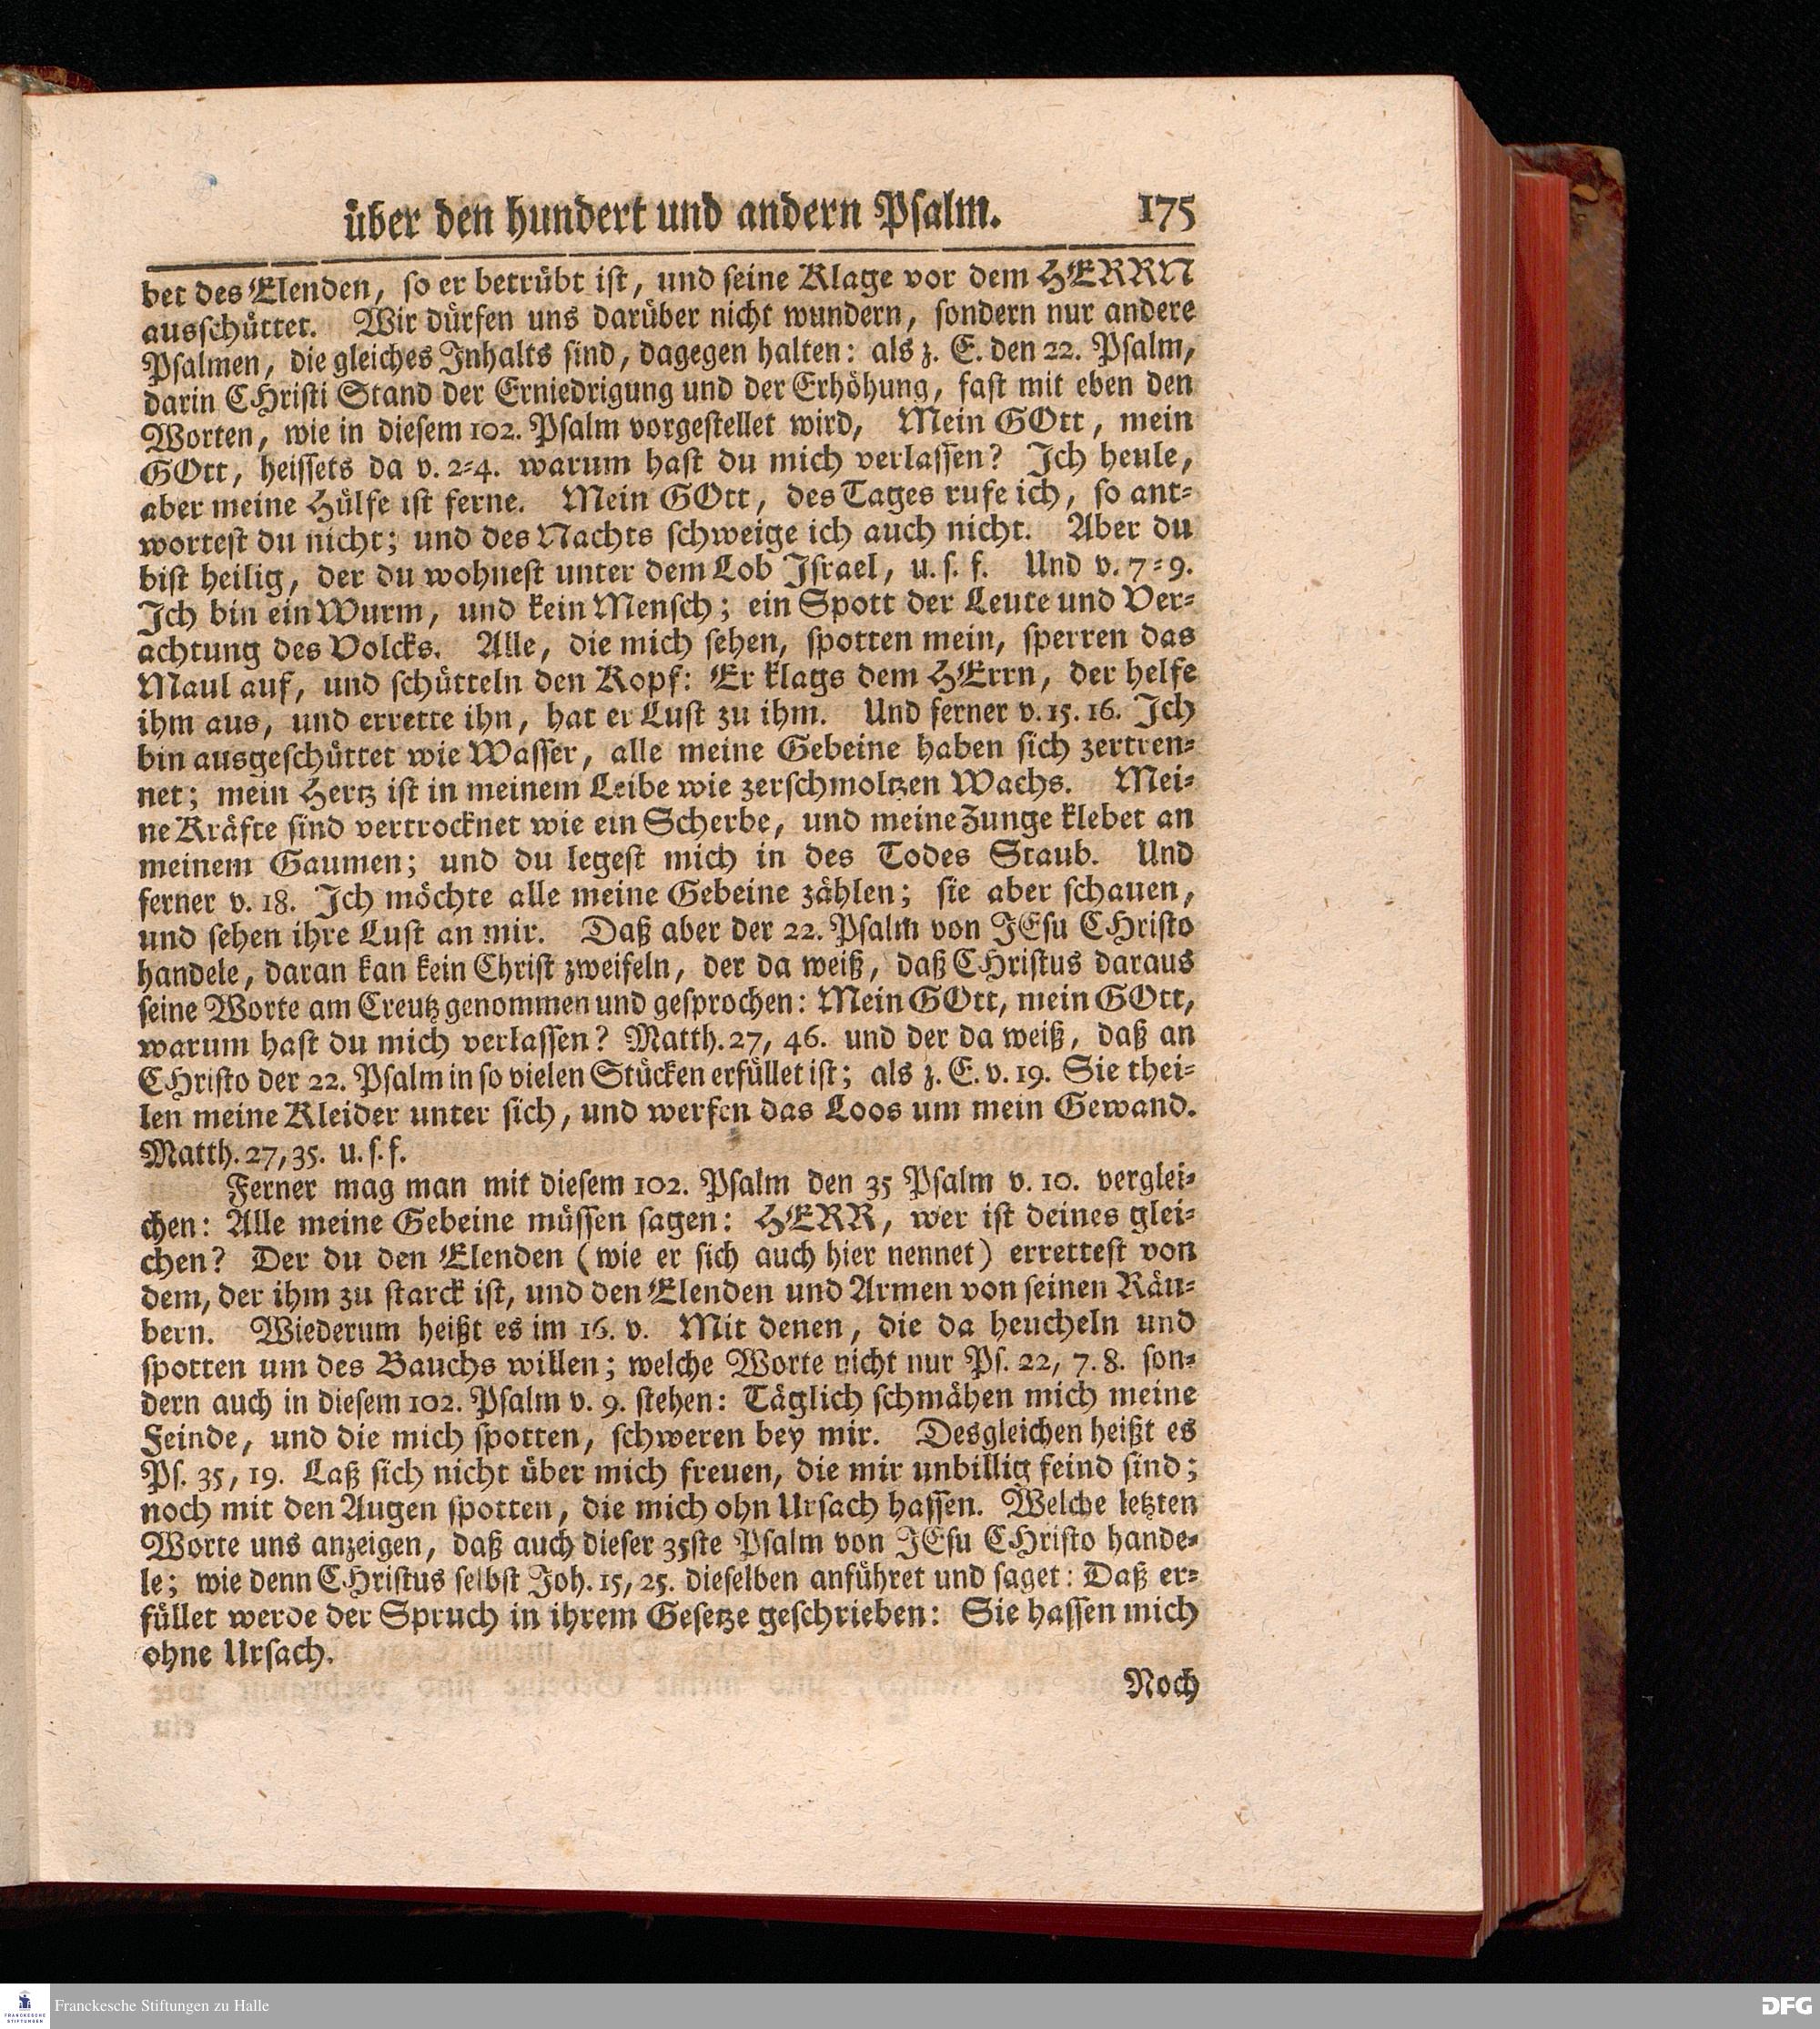 über den hundert und andern Psalm. 175
bet des Elenden, so er betrübt ist, und seine Klage vor dem HERRN
ausschüttet. Wir dürfen uns darüber nicht wundern, sondern nur andere
Psalmen, die gleiches Inhalts sind, dagegen halten: als z. E. den 22. Psalm,
darin CHristi Stand der Erniedrigung und der Erhöhung, fast mit eben den
Worten, wie in diesem 102. Psalm vorgestellet wird, Mein GOtt, mein
GOtt, heissets da v. 2-4. warum hast du mich verlassen? Ich heule,
aber meine Hülfe ist ferne. Mein GOtt, des Tages rufe ich, so ant-
wortest du nicht; und des Nachts schweige ich auch nicht. Aber du
bist heilig, der du wohnest unter dem Lob Israel, u. s. f. Und v. 7-9.
Ich bin ein Wurm, und kein Mensch; ein Spott der Leute und Ver-
achtung des Volcks. Alle, die mich sehen, spotten mein, sperren das
Maul auf, und schütteln den Kopf: Er klags dem HErrn, der helfe
ihm aus, und errette ihn, hat er Lust zu ihm. Und ferner v. 15. 16. Ich
bin ausgeschüttet wie Wasser, alle meine Gebeine haben sich zertren-
net; mein Hertz ist in meinem Leibe wie zerschmoltzen Wachs. Mei-
ne Kräfte sind vertrocknet wie ein Scherbe, und meine Zunge klebet an
meinem Gaumen; und du legest mich in des Todes Staub. Und
ferner v. 18. Ich möchte alle meine Gebeine zählen; sie aber schauen,
und sehen ihre Lust an mir. Daß aber der 22. Psalm von JEsu CHristo
handele, daran kan kein Christ zweifeln, der da weiß, daß CHristus daraus
seine Worte am Creutz genommen und gesprochen: Mein GOtt, mein GOtt,
warum hast du mich verlassen? Matth. 27, 46. und der da weiß, daß an
CHristo der 22. Psalm in so vielen Stücken erfüllet ist; als z. E. v. 19. Sie thei-
len meine Kleider unter sich, und werfen das Loos um mein Gewand.
Matth. 27, 35. u. s. f.
Ferner mag man mit diesem 102. Psalm den 35 Psalm v. 10. verglei-
chen: Alle meine Gebeine müssen sagen: HERR, wer ist deines glei-
chen? Der du den Elenden (wie er sich auch hier nennet) errettest von
dem, der ihm zu starck ist, und den Elenden und Armen von seinen Räu-
bern. Wiederum heißt es im 16. v. Mit denen, die da heucheln und
spotten um des Bauchs willen; welche Worte nicht nur Ps. 22, 7. 8. son-
dern auch in diesem 102. Psalm v. 9. stehen: Täglich schmähen mich meine
Feinde, und die mich spotten, schweren bey mir. Desgleichen heißt es
Ps. 35, 19. Laß sich nicht über mich freuen, die mir unbillig feind sind;
noch mit den Augen spotten, die mich ohn Ursach hassen. Welche letzten
Worte uns anzeigen, daß auch dieser 35ste Psalm von JEsu CHristo hande-
le; wie denn CHristus selbst Joh. 15, 25. dieselben anführet und saget: Daß er-
füllet werde der Spruch in ihrem Gesetze geschrieben: Sie hassen mich
ohne Ursach.
Noch
FRANCKESCHE STIFTUNGEN
Franckesche Stiftungen zu Halle
DFG